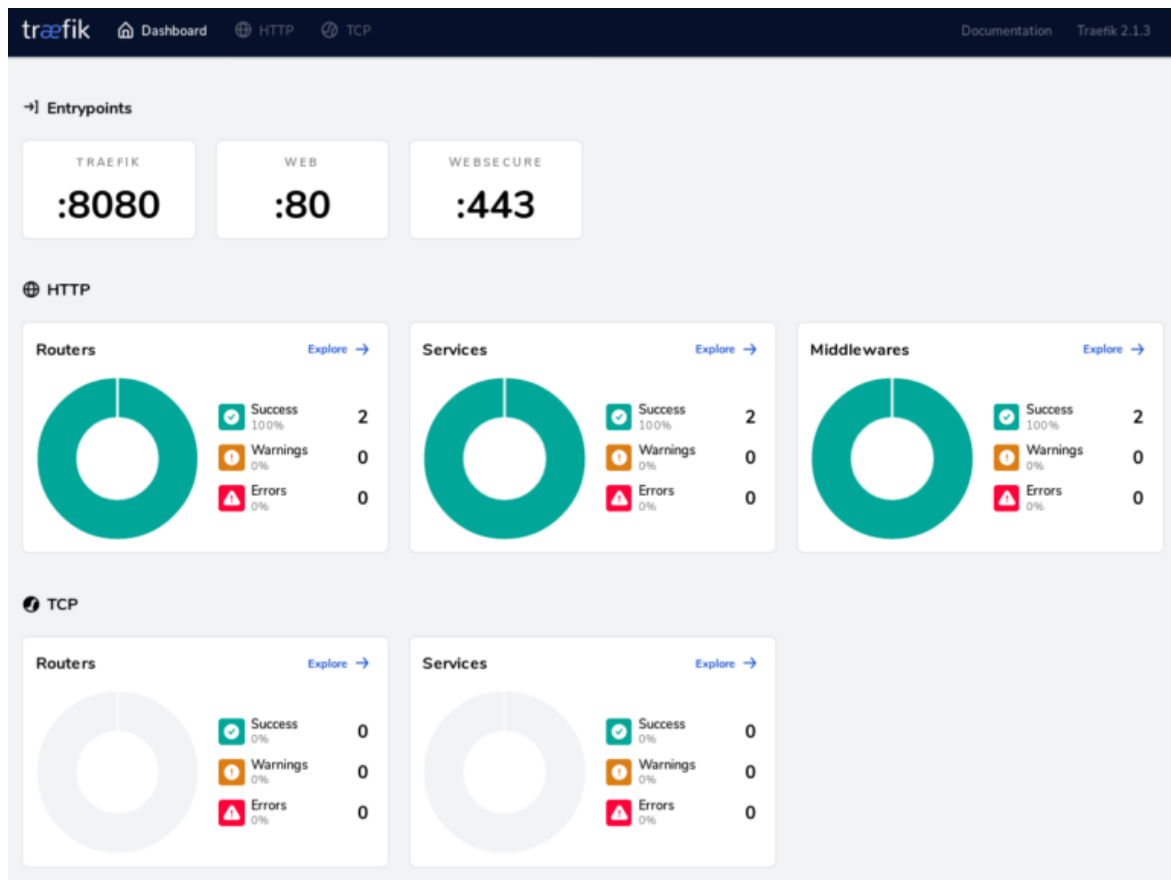 træfik Dashboard HTTP TCP Documentation Traefik 2.1.3
Entrypoints
TRAEFIK WEB WEBSECURE
:8080 :80 :443
HTTP
Routers Explore
Success 2
100%
Warnings 0
0%
Errors 0
0%
Services Explore
Success 2
100%
Warnings 0
0%
Errors 0
0%
Middlewares Explore
Success 2
100%
Warnings 0
0%
Errors 0
0%
TCP
Routers Explore
Success 0
0%
Warnings 0
0%
Errors 0
0%
Services Explore
Success 0
0%
Warnings 0
0%
Errors 0
0%